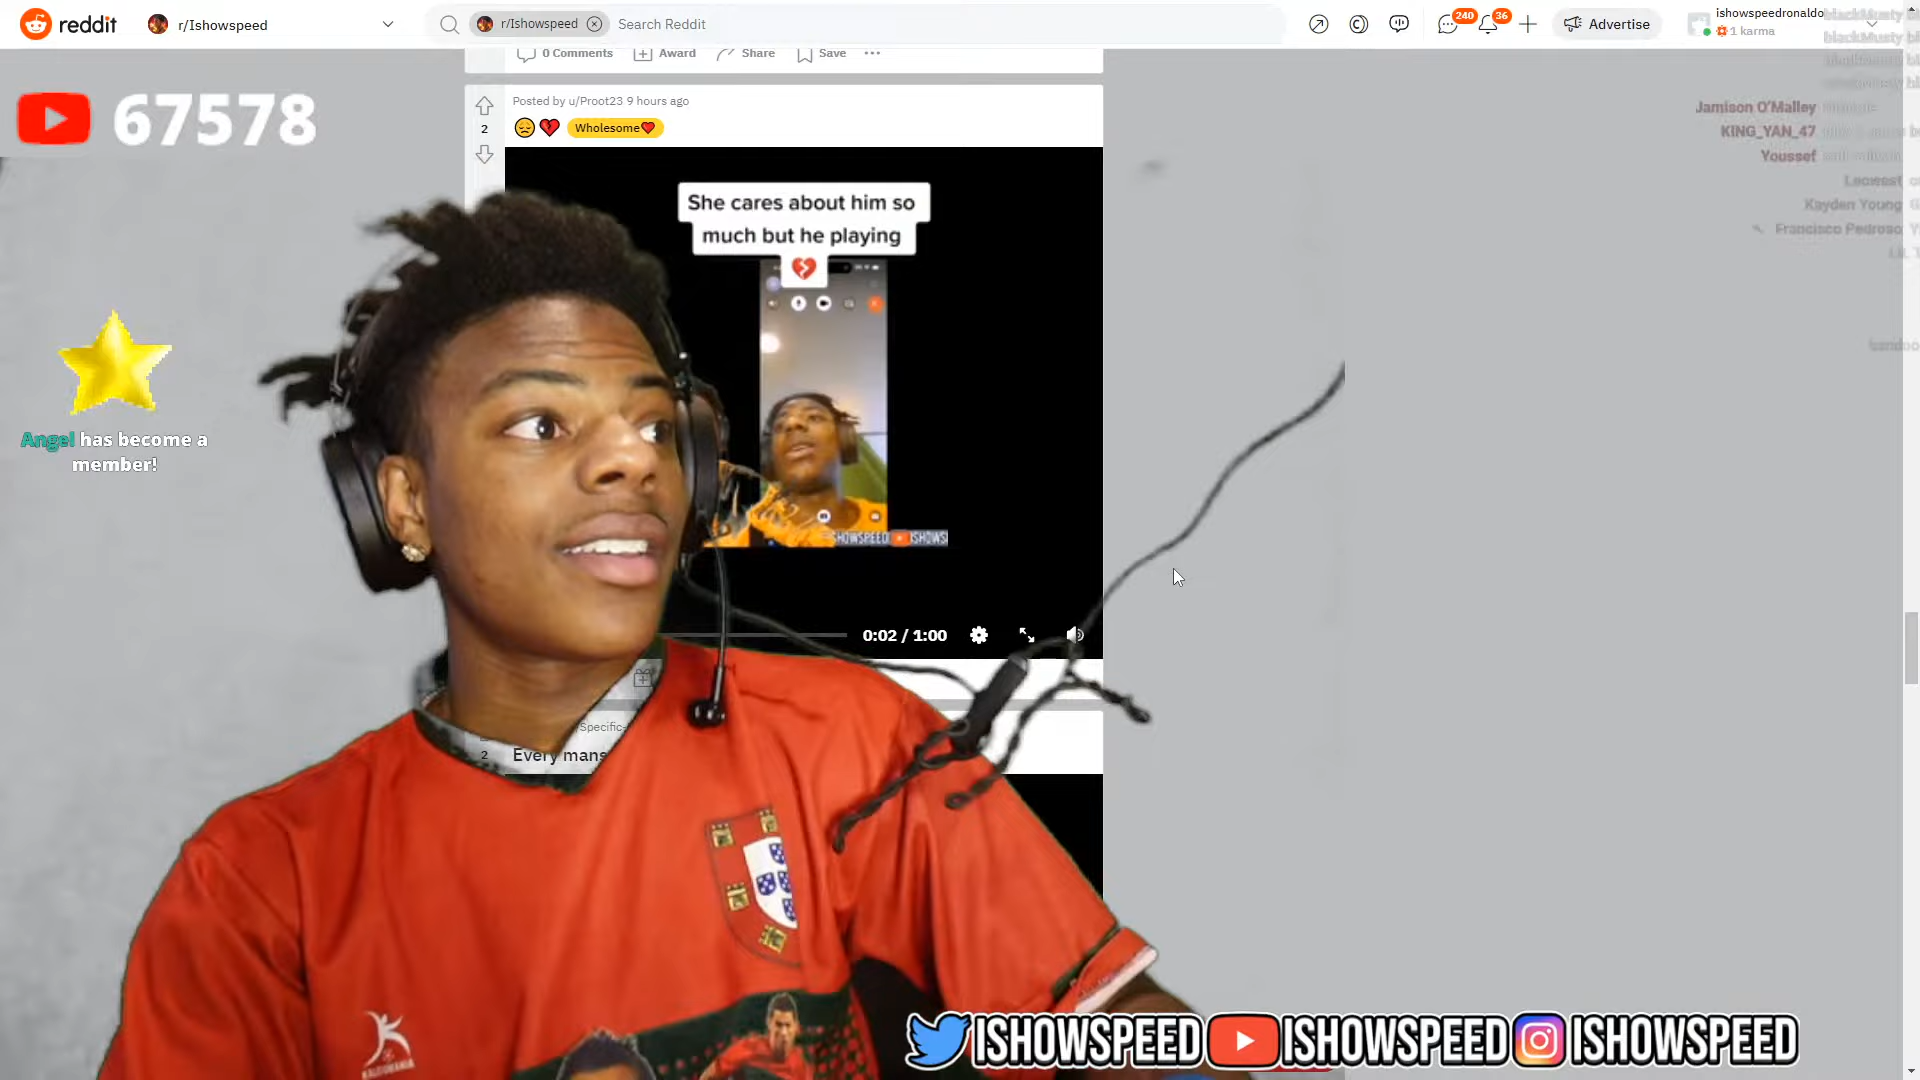 reddit
r/Ishowspeed
r/Ishowspeed
Search Reddit
240
36
Advertise
ishowspeedronaldo
1 karma
0 Comments
Award
Share
Save
67578
Posted by u/Proot23 9 hours ago
2
Wholesome
She cares about him so
much but he playing
Jamison O'Malley
KING_YAN_47
Youssef
Kayden Young
Francisco Pedroso
Angel has become a
member!
0:02 / 1:00
2
Every mans
ISHOWSPEED
ISHOWSPEED
ISHOWSPEED